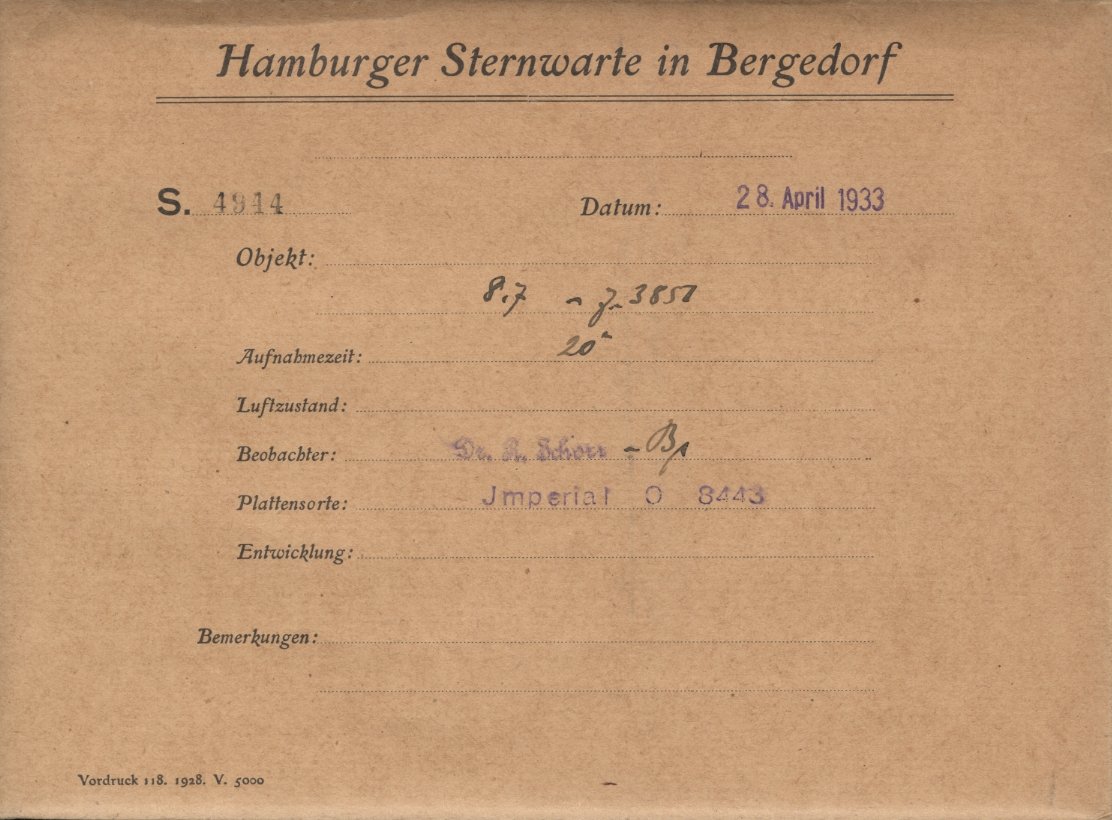 Hamburger Sternwarte in Bergedorf
S. 4944 Datum: 28. April 1933
Objekt:
8.7 - J. 3851
Aufnahmezeit: 20ᵐ
Luftzustand:
Beobachter: Dr. R. Schorr -
Plattensorte: Jmperial O 8443
Entwicklung:
Bemerkungen:
Vordruck 118. 1928. V. 5000